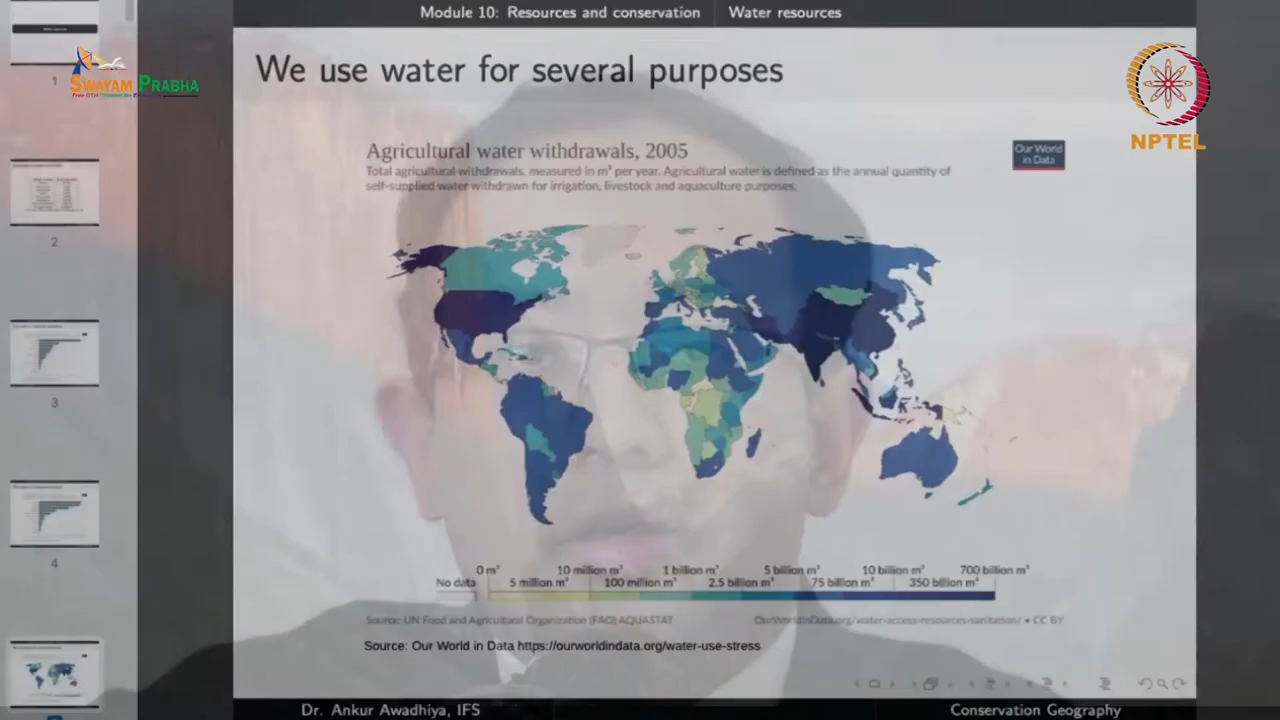 Module 10: Resources and conservation Water resources
SWAYAM PRABHA
We use water for several purposes
NPTEL
Agricultural water withdrawals, 2005
Our World
in Data
Total agricultural withdrawals, measured in m³ per year. Agricultural water is defined as the annual quantity of
self-supplied water withdrawn for irrigation, livestock and aquaculture purposes.
1
2
3
4
0 m³ 10 million m³ 1 billion m³ 5 billion m³ 10 billion m³ 700 billion m³
No data 5 million m³ 100 million m³ 2.5 billion m³ 75 billion m³ 350 billion m³
Source: UN Food and Agricultural Organization (FAO) AQUASTAT OurWorldInData.org/water-access-resources-sanitation/ • CC BY
Source: Our World in Data https://ourworldindata.org/water-use-stress
Dr. Ankur Awadhiya, IFS Conservation Geography